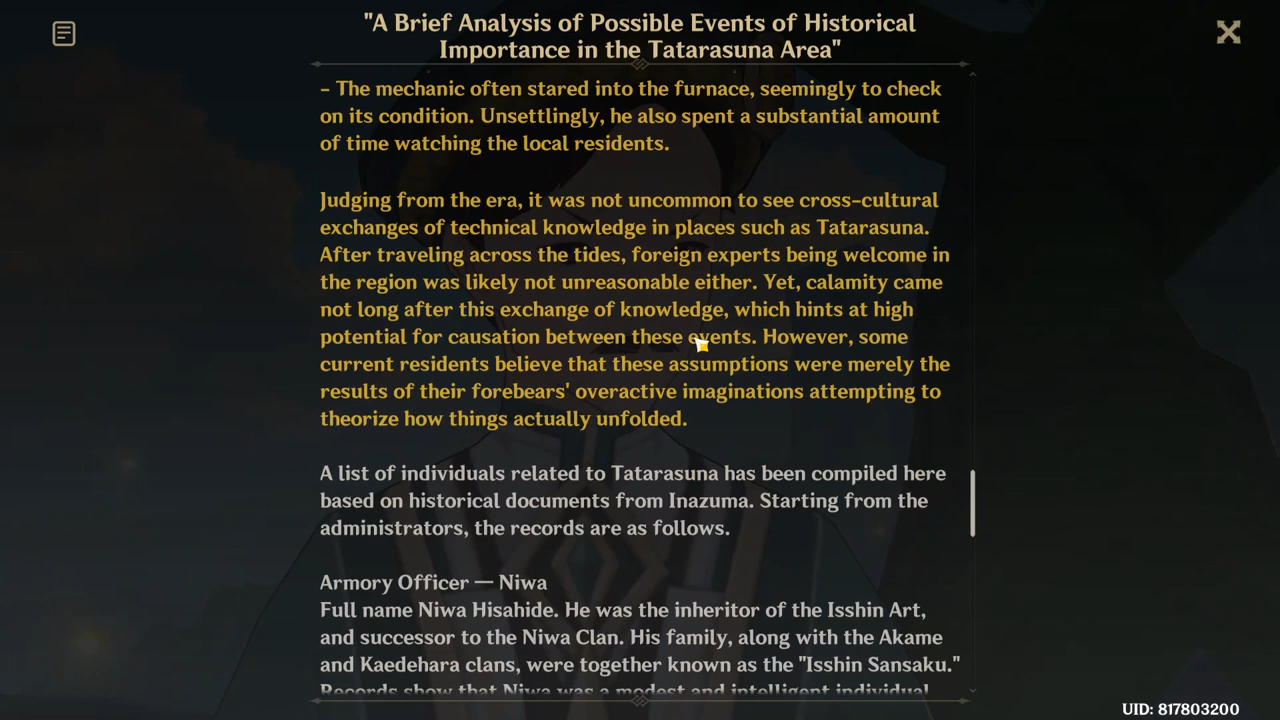 "A Brief Analysis of Possible Events of Historical
Importance in the Tatarasuna Area"
- The mechanic often stared into the furnace, seemingly to check
on its condition. Unsettlingly, he also spent a substantial amount
of time watching the local residents.
Judging from the era, it was not uncommon to see cross-cultural
exchanges of technical knowledge in places such as Tatarasuna.
After traveling across the tides, foreign experts being welcome in
the region was likely not unreasonable either. Yet, calamity came
not long after this exchange of knowledge, which hints at high
potential for causation between these events. However, some
current residents believe that these assumptions were merely the
results of their forebears' overactive imaginations attempting to
theorize how things actually unfolded.
A list of individuals related to Tatarasuna has been compiled here
based on historical documents from Inazuma. Starting from the
administrators, the records are as follows.
Armory Officer — Niwa
Full name Niwa Hisahide. He was the inheritor of the Isshin Art,
and successor to the Niwa Clan. His family, along with the Akame
and Kaedehara clans, were together known as the "Isshin Sansaku."
Records show that Niwa was a modest and intelligent individual
UID: 817803200